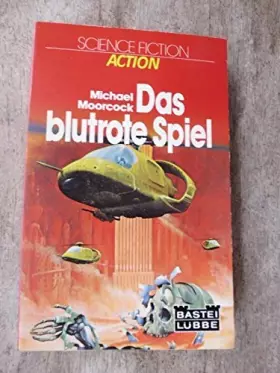 SCIENCE FICTION
ACTION
Michael
Moorcock
Das
blutrote Spiel
BASTEI
LÜBBE